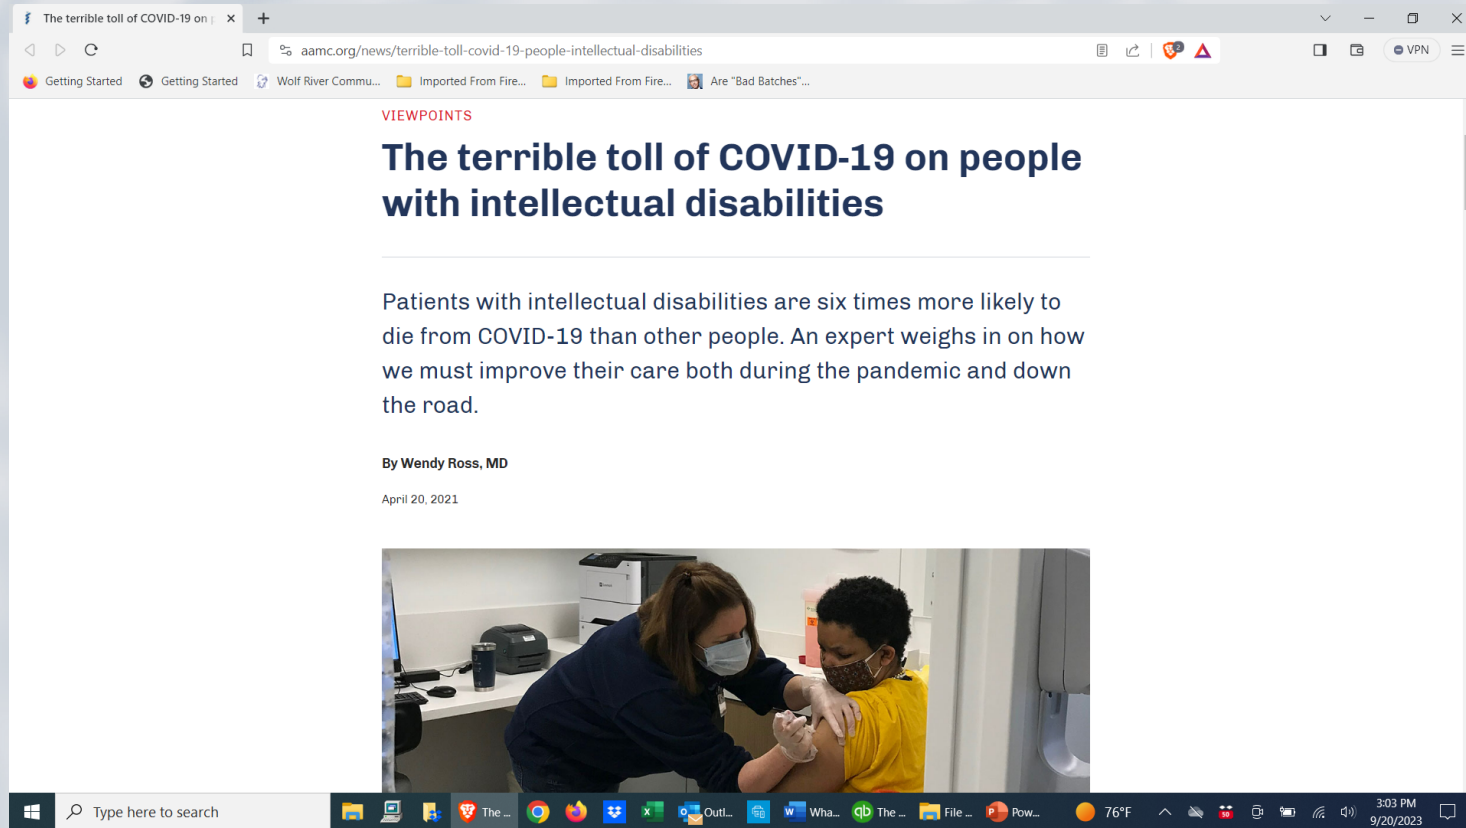 The terrible toll of COVID-19 on p
aamc.org/news/terrible-toll-covid-19-people-intellectual-disabilities
2
VPN
Getting Started
Getting Started
Wolf River Commu...
Imported From Fire...
Imported From Fire...
Are "Bad Batches"...
VIEWPOINTS
The terrible toll of COVID-19 on people
with intellectual disabilities
Patients with intellectual disabilities are six times more likely to
die from COVID-19 than other people. An expert weighs in on how
we must improve their care both during the pandemic and down
the road.
By Wendy Ross, MD
April 20, 2021
Type here to search
The ...
Outl...
Wha...
The ...
File ...
Pow...
76°F
50
3:03 PM
9/20/2023